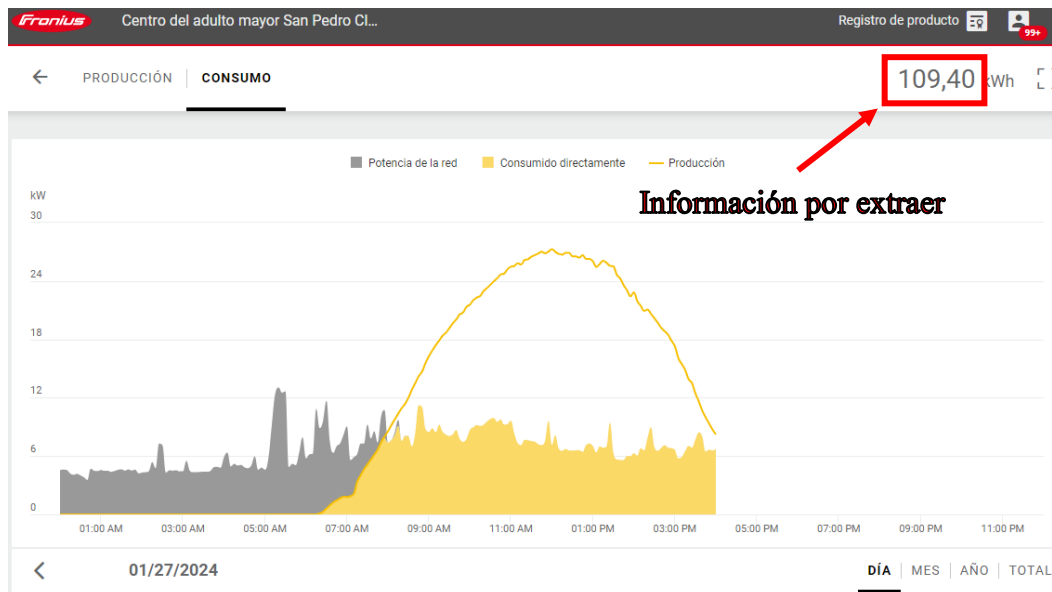 Fronius Centro del adulto mayor San Pedro Cl... Registro de producto 99+
PRODUCCIÓN CONSUMO 109,40 kWh
Potencia de la red Consumido directamente Producción
Información por extraer
kW
30
24
18
12
6
0
01:00 AM 03:00 AM 05:00 AM 07:00 AM 09:00 AM 11:00 AM 01:00 PM 03:00 PM 05:00 PM 07:00 PM 09:00 PM 11:00 PM
01/27/2024 DÍA MES AÑO TOTAL